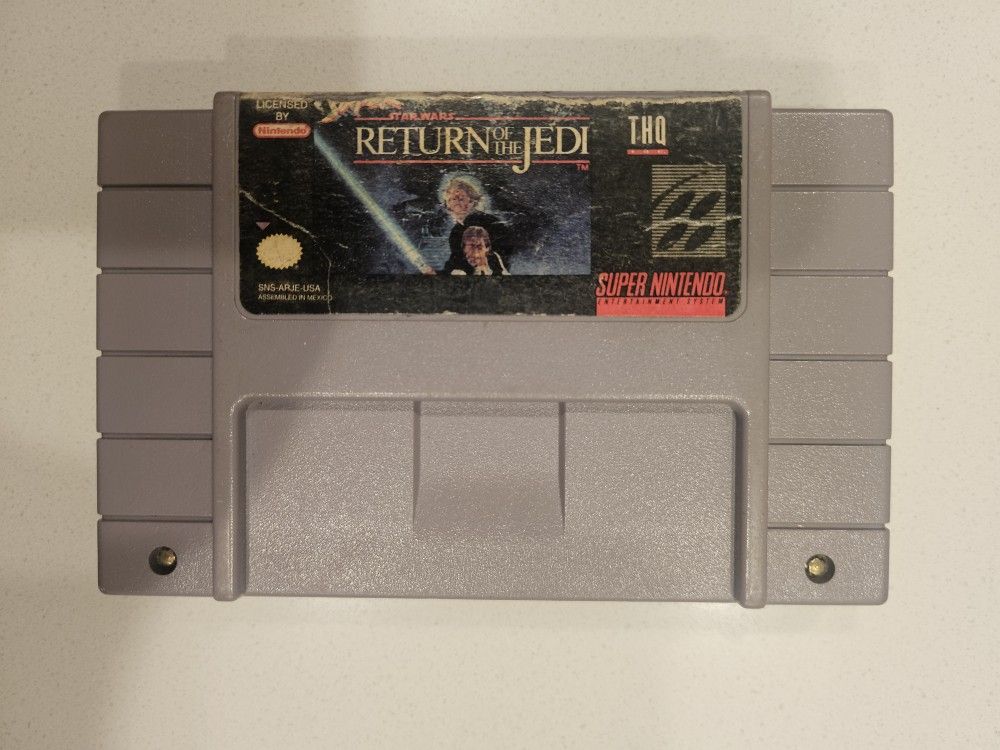 LICENSED
BY
Nintendo
SUPER
STAR WARS
RETURN OF THE JEDI
TM
THQ
SNS-ARJE-USA
ASSEMBLED IN MEXICO
SUPER NINTENDO
ENTERTAINMENT SYSTEM